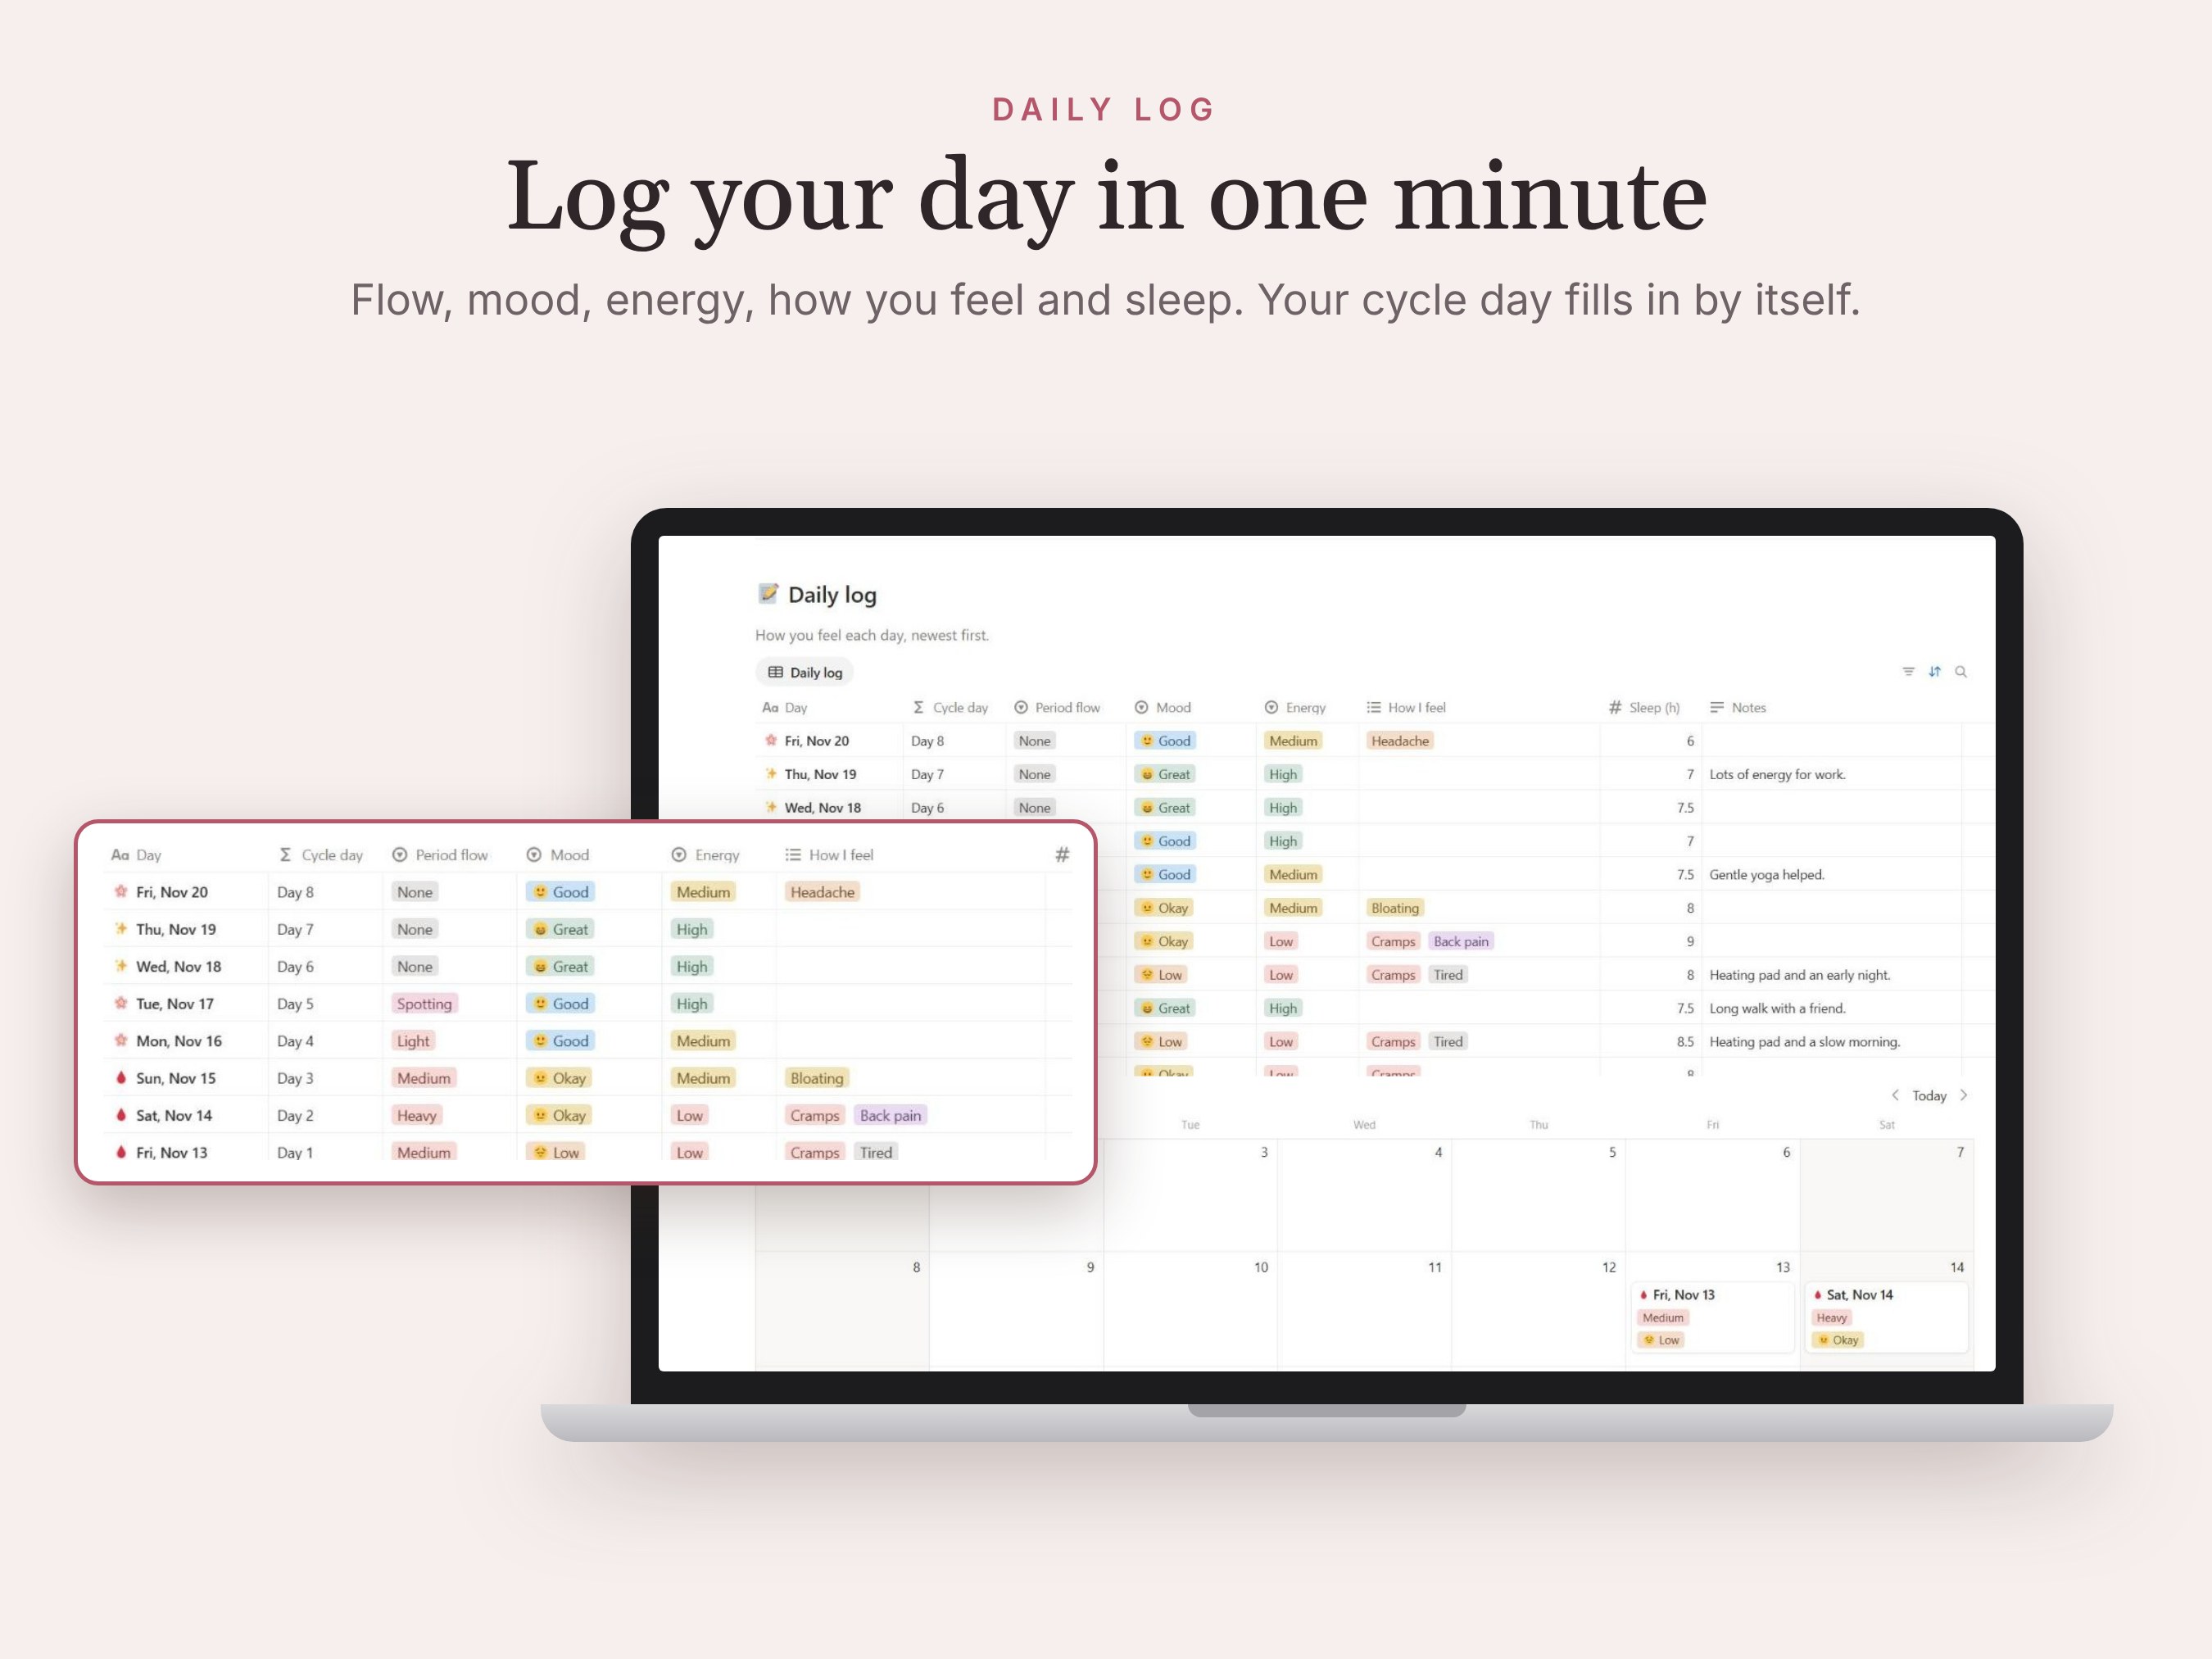 DAILY LOG
Log your day in one minute
Flow, mood, energy, how you feel and sleep. Your cycle day fills in by itself.
Daily log
How you feel each day, newest first.
Daily log
Aa Day Σ Cycle day Period flow Mood Energy How I feel # Sleep (h) Notes
Fri, Nov 20 Day 8 None Good Medium Headache 6
Thu, Nov 19 Day 7 None Great High 7 Lots of energy for work.
Wed, Nov 18 Day 6 None Great High 7.5
Good High 7
Good Medium 7.5 Gentle yoga helped.
Okay Medium Bloating 8
Okay Low Cramps Back pain 9
Low Low Cramps Tired 8 Heating pad and an early night.
Great High 7.5 Long walk with a friend.
Low Low Cramps Tired 8.5 Heating pad and a slow morning.
Okay Low Cramps 8
Aa Day Σ Cycle day Period flow Mood Energy How I feel #
Fri, Nov 20 Day 8 None Good Medium Headache
Thu, Nov 19 Day 7 None Great High
Wed, Nov 18 Day 6 None Great High
Tue, Nov 17 Day 5 Spotting Good High
Mon, Nov 16 Day 4 Light Good Medium
Sun, Nov 15 Day 3 Medium Okay Medium Bloating
Sat, Nov 14 Day 2 Heavy Okay Low Cramps Back pain
Fri, Nov 13 Day 1 Medium Low Low Cramps Tired
Today
Tue Wed Thu Fri Sat
3 4 5 6 7
8 9 10 11 12 13 14
Fri, Nov 13 Sat, Nov 14
Medium Heavy
Low Okay